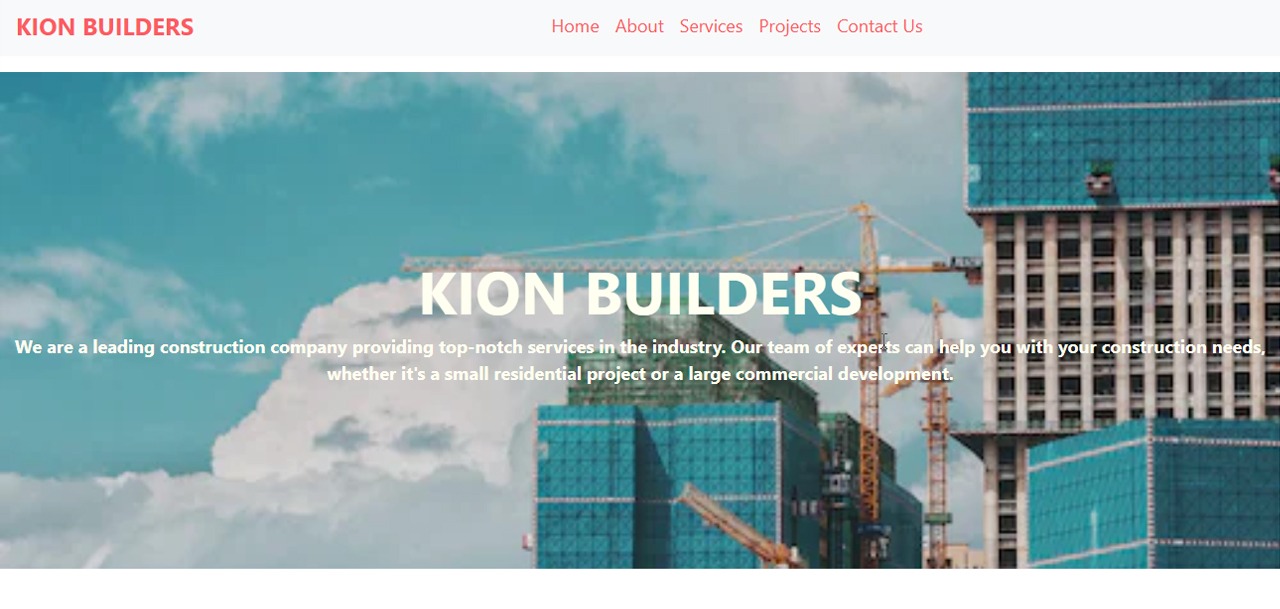 KION BUILDERS
Home About Services Projects Contact Us
KION BUILDERS
We are a leading construction company providing top-notch services in the industry. Our team of experts can help you with your construction needs,
whether it's a small residential project or a large commercial development.